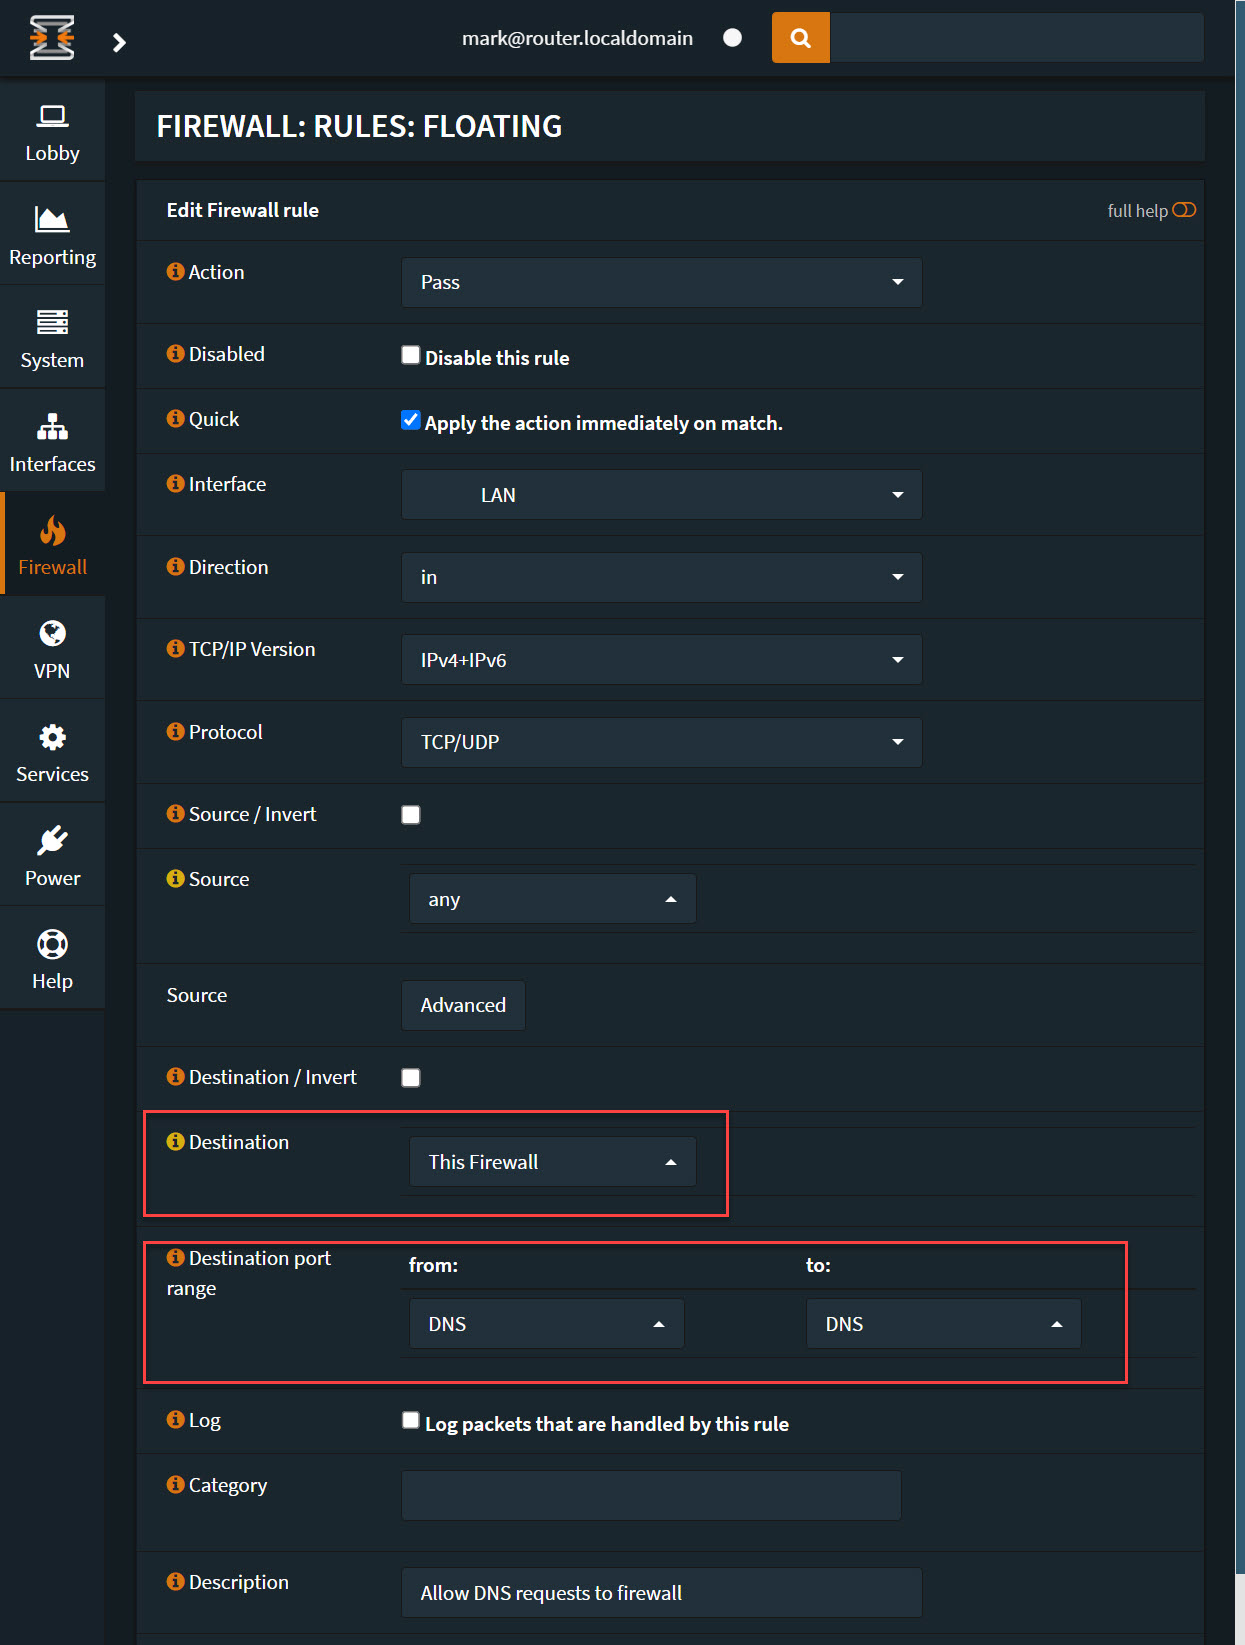 mark@router.localdomain
Lobby
Reporting
System
Interfaces
Firewall
VPN
Services
Power
Help
FIREWALL: RULES: FLOATING
Edit Firewall rule
full help
Action
Pass
Disabled
Disable this rule
Quick
Apply the action immediately on match.
Interface
LAN
Direction
in
TCP/IP Version
IPv4+IPv6
Protocol
TCP/UDP
Source / Invert
Source
any
Source
Advanced
Destination / Invert
Destination
This Firewall
Destination port
range
from:
to:
DNS
DNS
Log
Log packets that are handled by this rule
Category
Description
Allow DNS requests to firewall